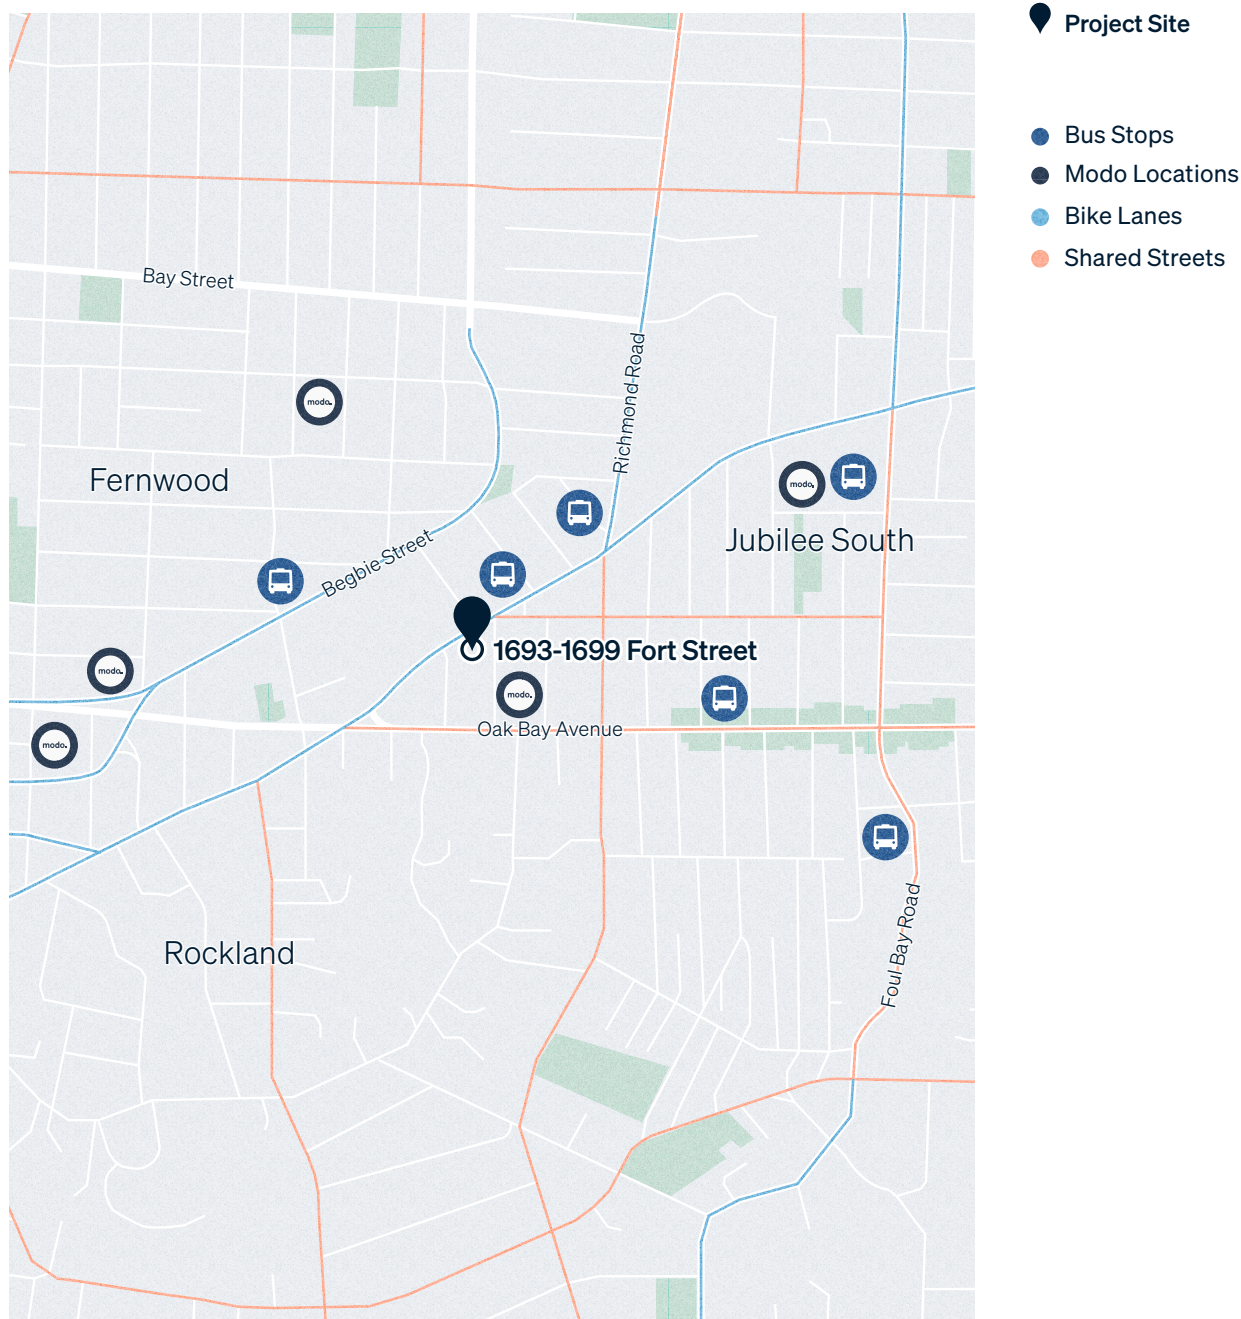 Project Site
Bus Stops
Modo Locations
Bike Lanes
Shared Streets
Bay Street
Richmond Road
modo.
Fernwood
modo.
Jubilee South
Begbie Street
1693-1699 Fort Street
modo.
modo.
Oak Bay Avenue
modo.
Foul Bay Road
Rockland